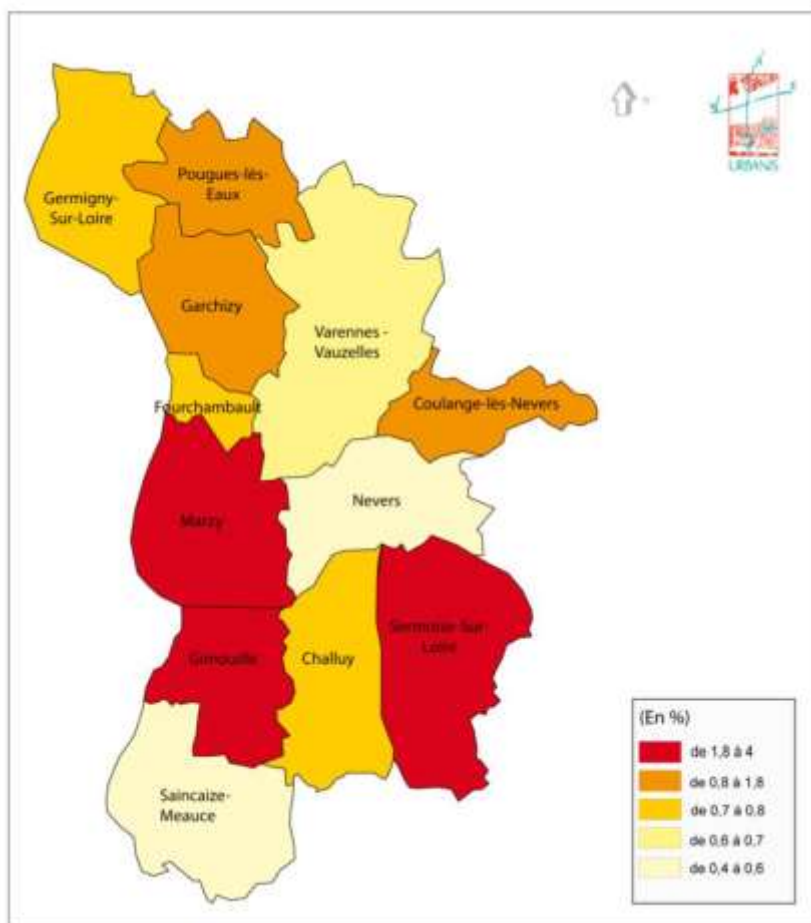 URBANIS
Pougues-lès-
Eaux
Germigny-
Sur-Loire
Garchizy
Varennes -
Vauzelles
Fourchambault
Coulange-lès-Nevers
Nevers
Marzy
Sermoise-Sur-
Loire
Gimouille
Challuy
Saincaize-
Meauce
(En %)
de 1,8 à 4
de 0,8 à 1,8
de 0,7 à 0,8
de 0,6 à 0,7
de 0,4 à 0,6